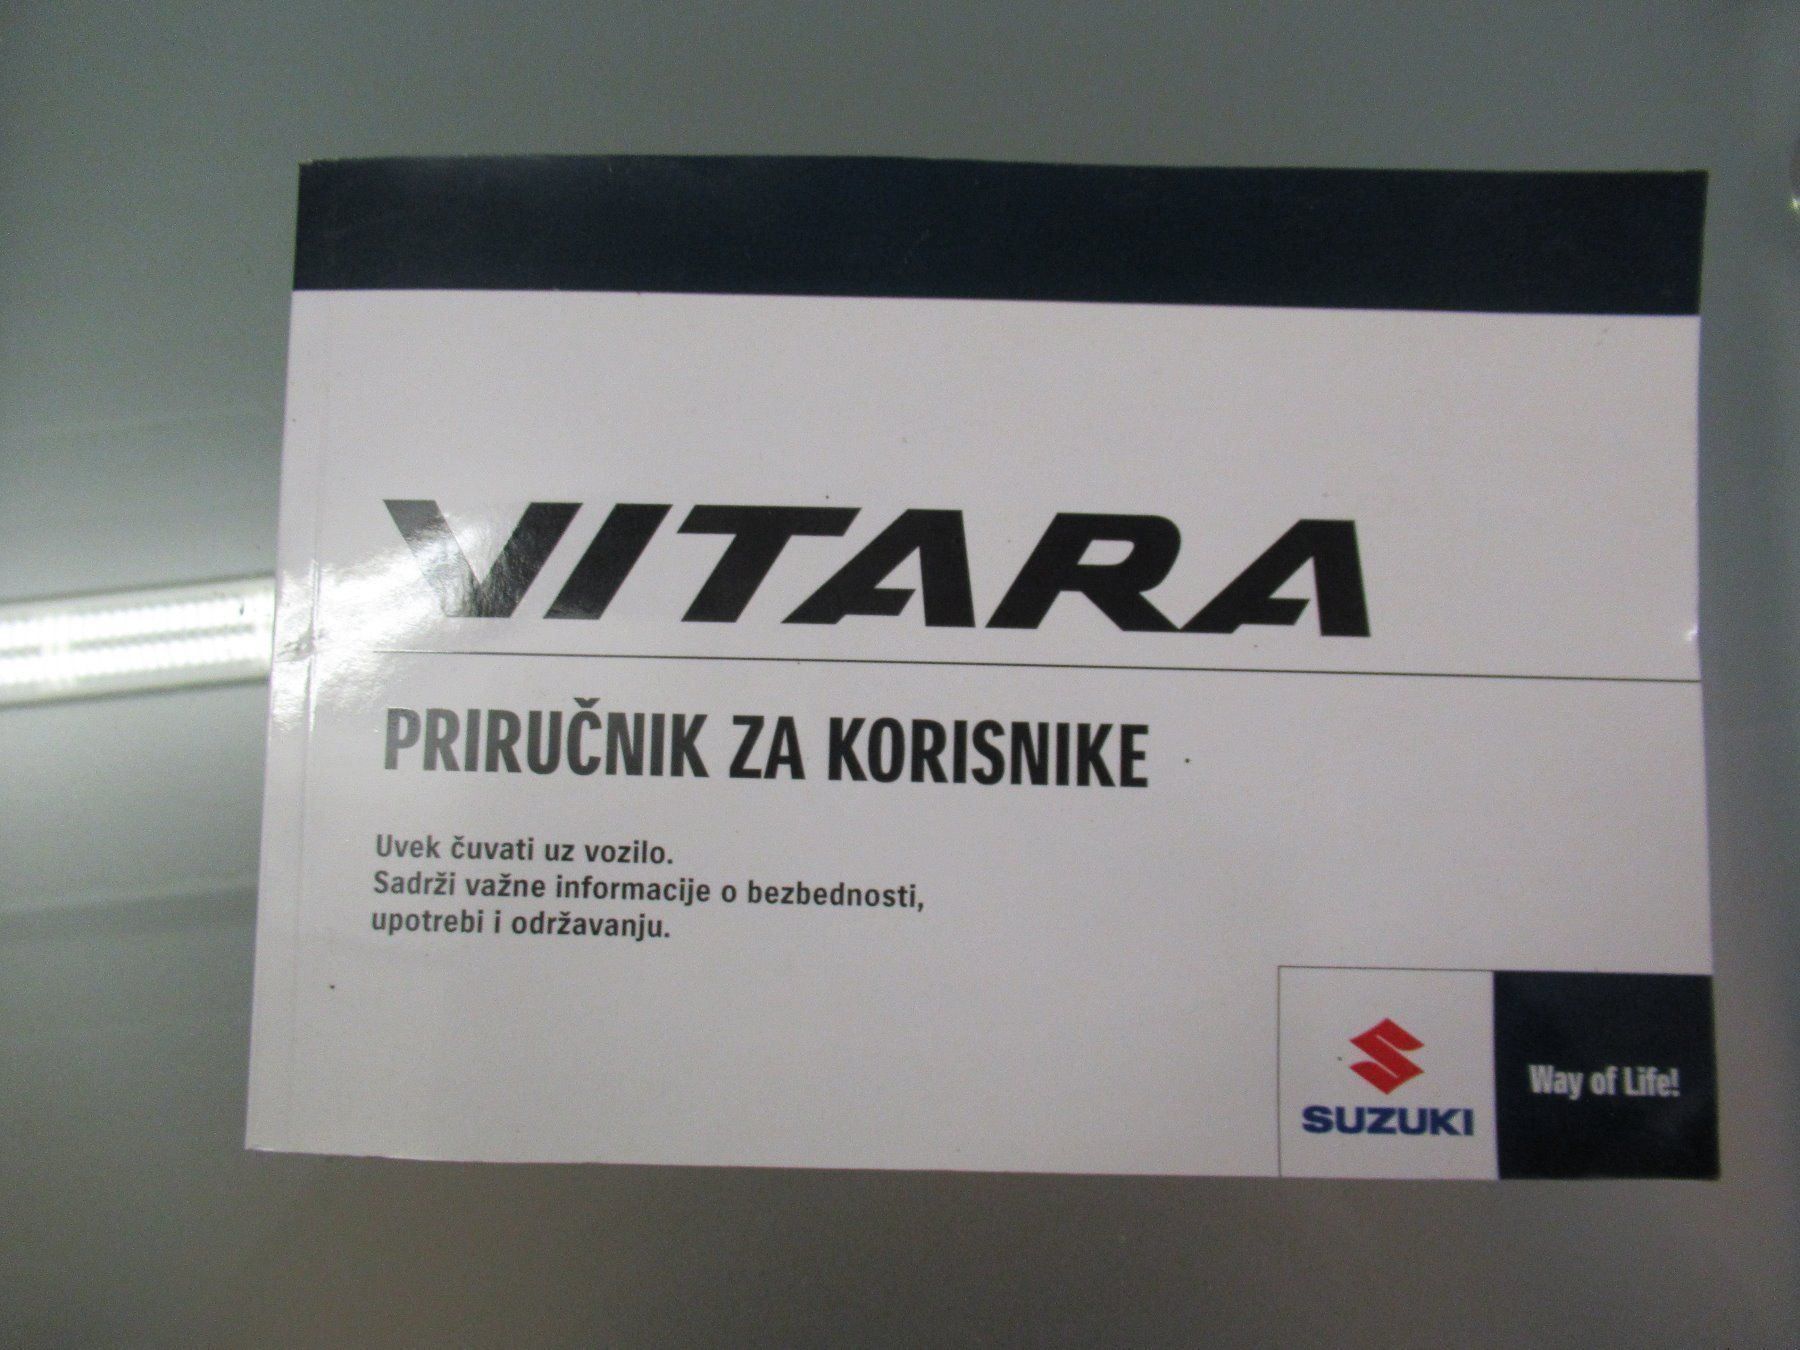 VITARA
PRIRUČNIK ZA KORISNIKE
Uvek čuvati uz vozilo.
Sadrži važne informacije o bezbednosti,
upotrebi i održavanju.
SUZUKI
Way of Life!